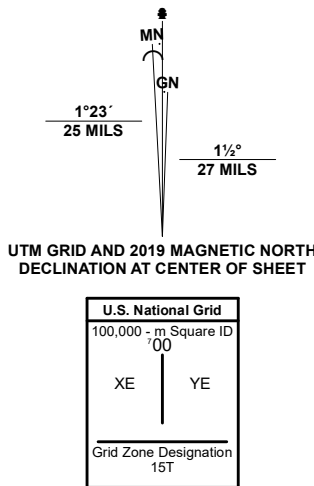 MN
GN
1°23´
25 MILS
1½°
27 MILS
UTM GRID AND 2019 MAGNETIC NORTH
DECLINATION AT CENTER OF SHEET
U.S. National Grid
100,000 - m Square ID
⁷00
XE YE
Grid Zone Designation
15T